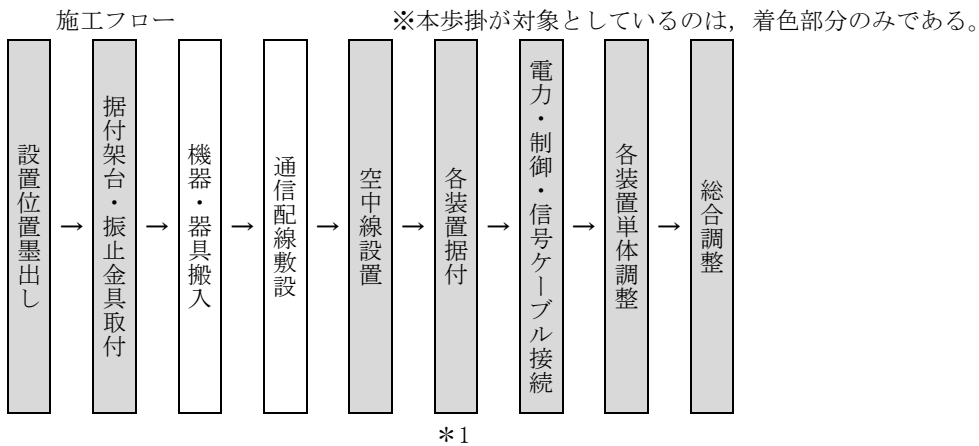 施工フロー
※本歩掛が対象としているのは，着色部分のみである。
設置位置墨出し
→
据付架台・振止金具取付
→
機器・器具搬入
→
通信配線敷設
→
空中線設置
→
各装置据付
→
電力・制御・信号ケーブル接続
→
各装置単体調整
→
総合調整
＊1